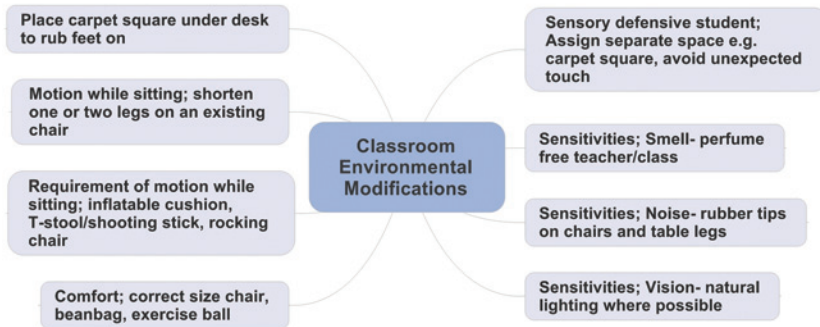 Place carpet square under desk
to rub feet on
Motion while sitting; shorten
one or two legs on an existing
chair
Requirement of motion while
sitting; inflatable cushion,
T-stool/shooting stick, rocking
chair
Comfort; correct size chair,
beanbag, exercise ball
Classroom
Environmental
Modifications
Sensory defensive student;
Assign separate space e.g.
carpet square, avoid unexpected
touch
Sensitivities; Smell- perfume
free teacher/class
Sensitivities; Noise- rubber tips
on chairs and table legs
Sensitivities; Vision- natural
lighting where possible